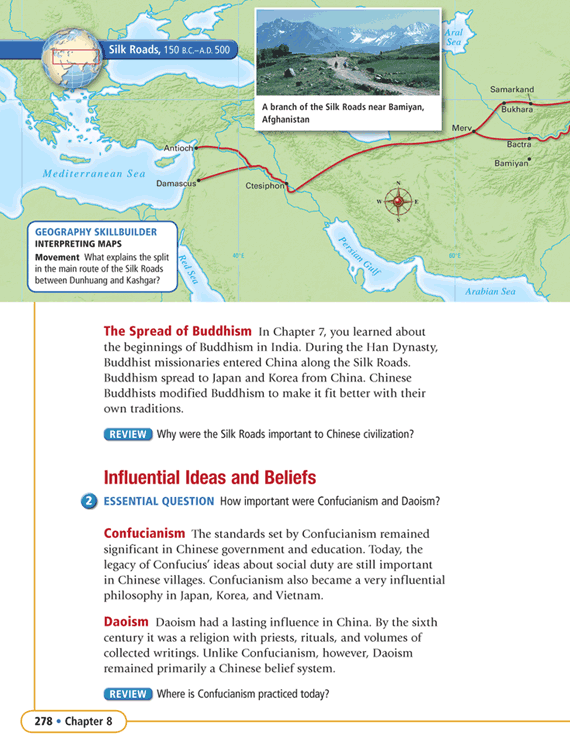 Silk Roads, 150 B.C.–A.D. 500
Aral
Sea
A branch of the Silk Roads near Bamiyan,
Afghanistan
Samarkand
Bukhara
Merv
Bactra
Bamiyan
Antioch
Mediterranean Sea
Damascus
Ctesiphon
N
W
E
S
GEOGRAPHY SKILLBUILDER
INTERPRETING MAPS
Movement What explains the split
in the main route of the Silk Roads
between Dunhuang and Kashgar?
Red Sea
40°E
Persian Gulf
Arabian Sea
The Spread of Buddhism In Chapter 7, you learned about
the beginnings of Buddhism in India. During the Han Dynasty,
Buddhist missionaries entered China along the Silk Roads.
Buddhism spread to Japan and Korea from China. Chinese
Buddhists modified Buddhism to make it fit better with their
own traditions.
REVIEW Why were the Silk Roads important to Chinese civilization?
Influential Ideas and Beliefs
2 ESSENTIAL QUESTION How important were Confucianism and Daoism?
Confucianism The standards set by Confucianism remained
significant in Chinese government and education. Today, the
legacy of Confucius’ ideas about social duty are still important
in Chinese villages. Confucianism also became a very influential
philosophy in Japan, Korea, and Vietnam.
Daoism Daoism had a lasting influence in China. By the sixth
century it was a religion with priests, rituals, and volumes of
collected writings. Unlike Confucianism, however, Daoism
remained primarily a Chinese belief system.
REVIEW Where is Confucianism practiced today?
278 • Chapter 8